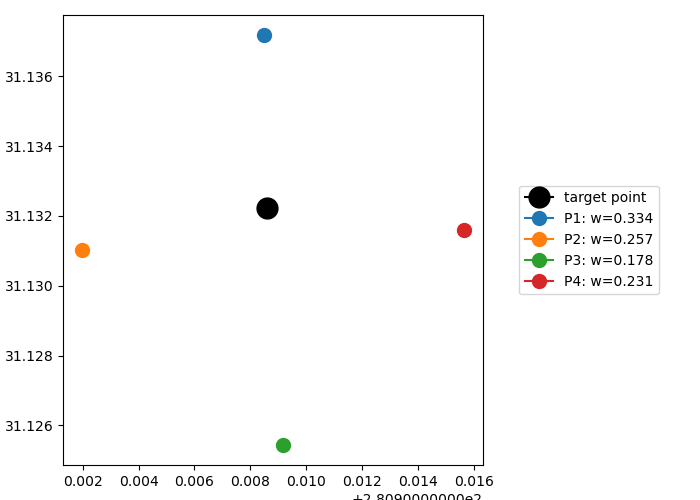 31.136
31.134
31.132
31.130
31.128
31.126
0.002 0.004 0.006 0.008 0.010 0.012 0.014 0.016
+2.8090000000e2
target point
P1: w=0.334
P2: w=0.257
P3: w=0.178
P4: w=0.231